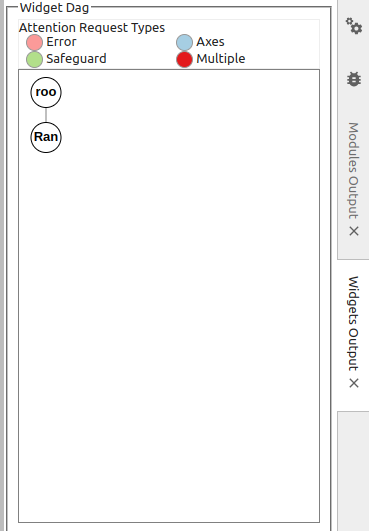 Widget Dag
Attention Request Types
Error
Axes
Safeguard
Multiple
roo
Ran
Modules Output
Widgets Output